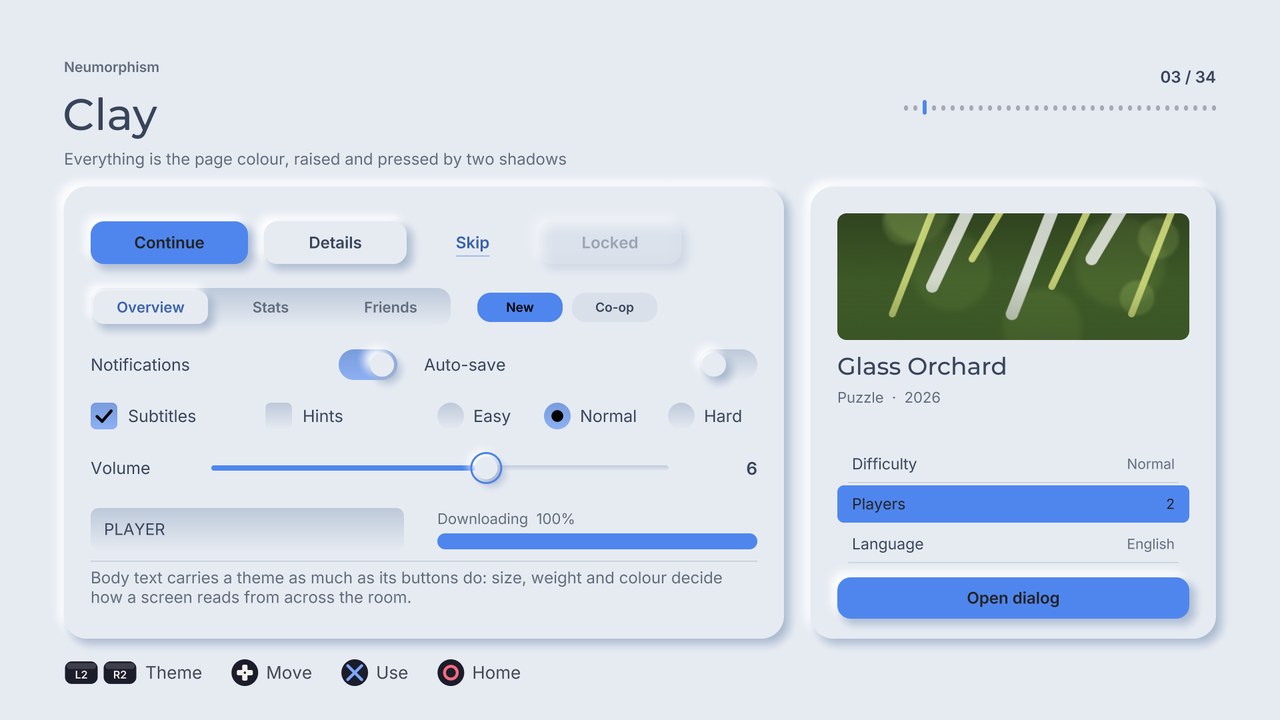 Neumorphism
03 / 34
Clay
Everything is the page colour, raised and pressed by two shadows
Continue
Details
Skip
Locked
Overview
Stats
Friends
New
Co-op
Notifications
Auto-save
Subtitles
Hints
Easy
Normal
Hard
Volume
6
PLAYER
Downloading 100%
Body text carries a theme as much as its buttons do: size, weight and colour decide
how a screen reads from across the room.
Glass Orchard
Puzzle · 2026
Difficulty
Normal
Players
2
Language
English
Open dialog
L2
R2
Theme
Move
Use
Home